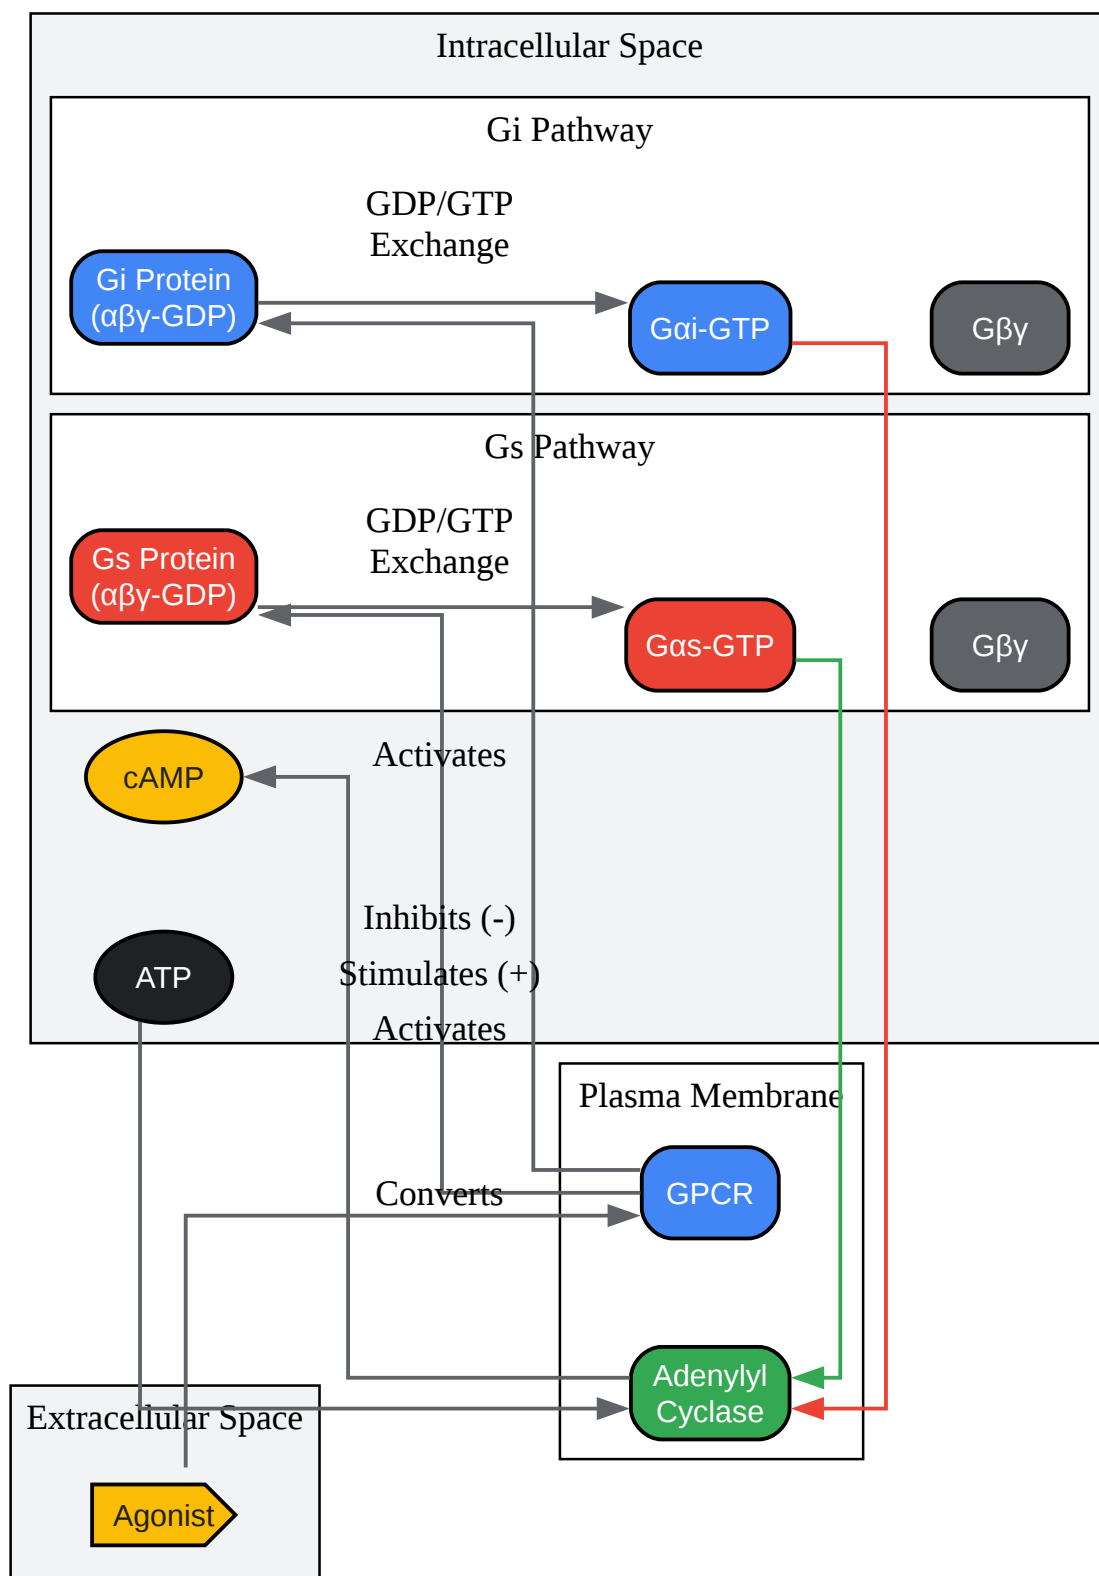 Intracellular Space
Gi Pathway
GDP/GTP
Exchange
Gi Protein
(αβγ-GDP)
Gαi-GTP
Gβγ
Gs Pathway
GDP/GTP
Exchange
Gs Protein
(αβγ-GDP)
Gαs-GTP
Gβγ
Activates
cAMP
Inhibits (-)
Stimulates (+)
ATP
Activates
Plasma Membrane
Converts
GPCR
Adenylyl
Cyclase
Extracellular Space
Agonist